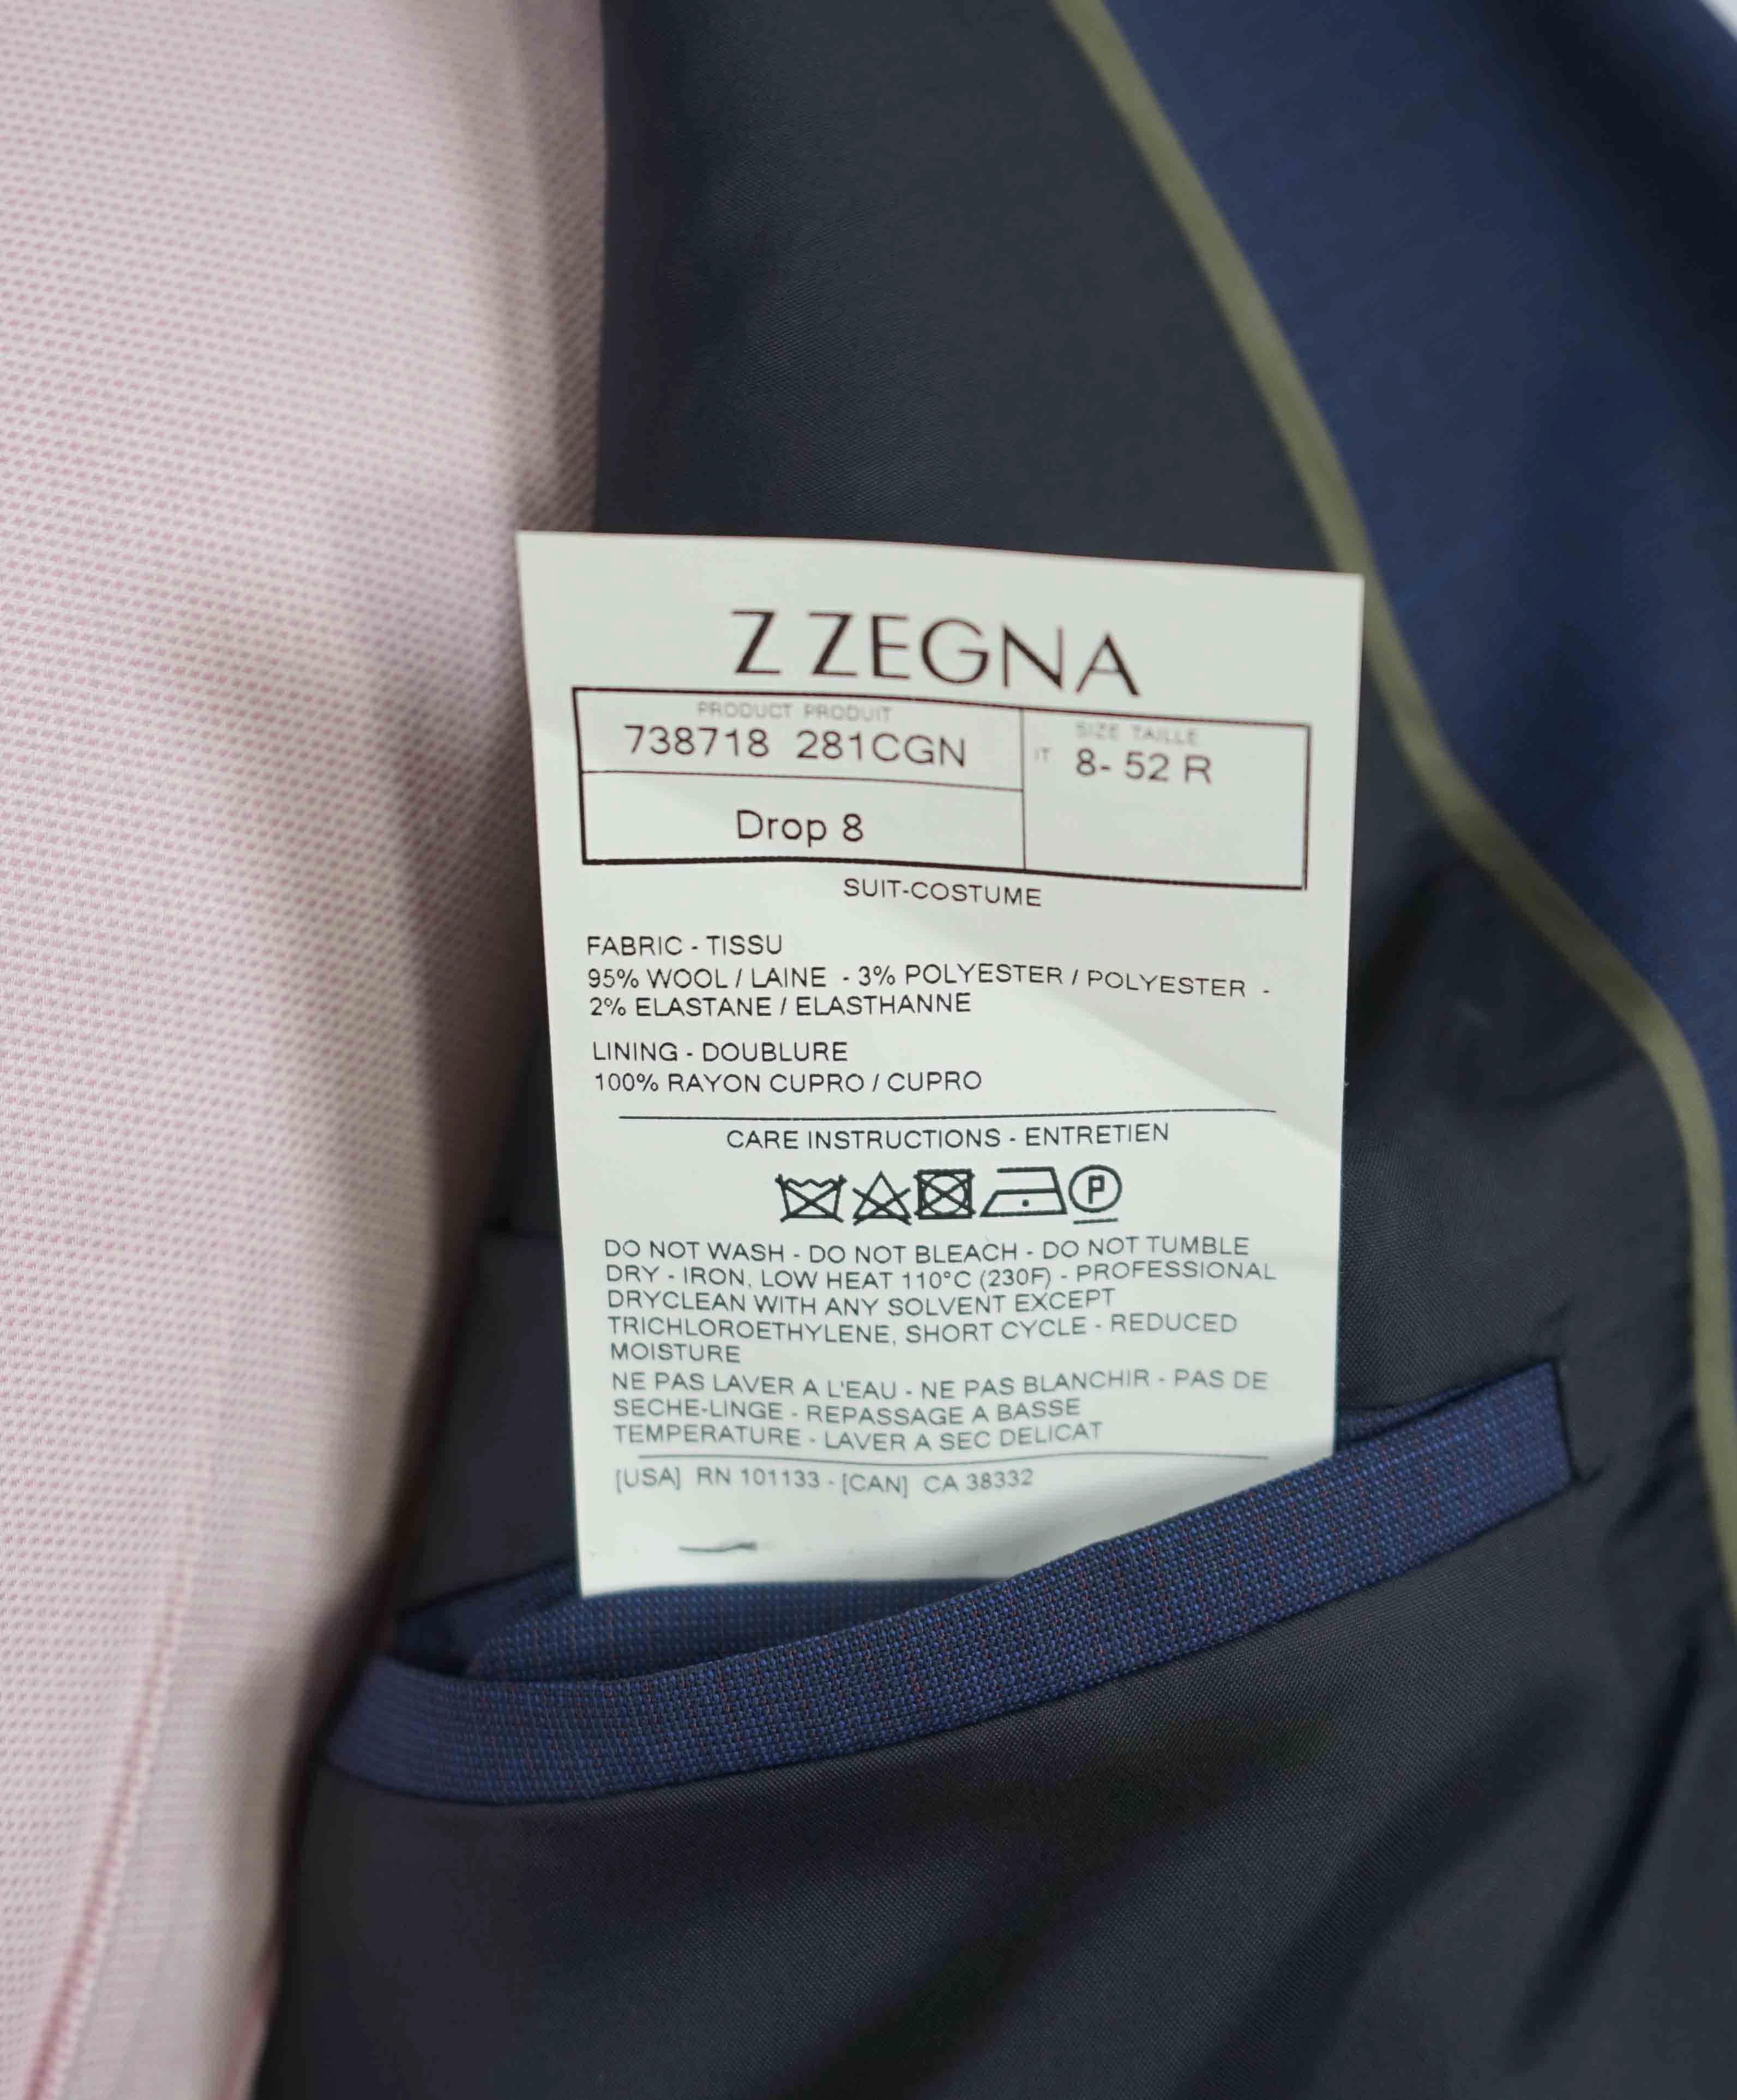 Z ZEGNA
PRODUCT PRODUIT
738718 281CGN
SIZE TAILLE
IT 8- 52 R
Drop 8
SUIT-COSTUME
FABRIC - TISSU
95% WOOL / LAINE - 3% POLYESTER / POLYESTER -
2% ELASTANE / ELASTHANNE
LINING - DOUBLURE
100% RAYON CUPRO / CUPRO
CARE INSTRUCTIONS - ENTRETIEN
P
DO NOT WASH - DO NOT BLEACH - DO NOT TUMBLE
DRY - IRON, LOW HEAT 110°C (230F) - PROFESSIONAL
DRYCLEAN WITH ANY SOLVENT EXCEPT
TRICHLOROETHYLENE, SHORT CYCLE - REDUCED
MOISTURE
NE PAS LAVER A L'EAU - NE PAS BLANCHIR - PAS DE
SECHE-LINGE - REPASSAGE A BASSE
TEMPERATURE - LAVER A SEC DELICAT
[USA] RN 101133 - [CAN] CA 38332